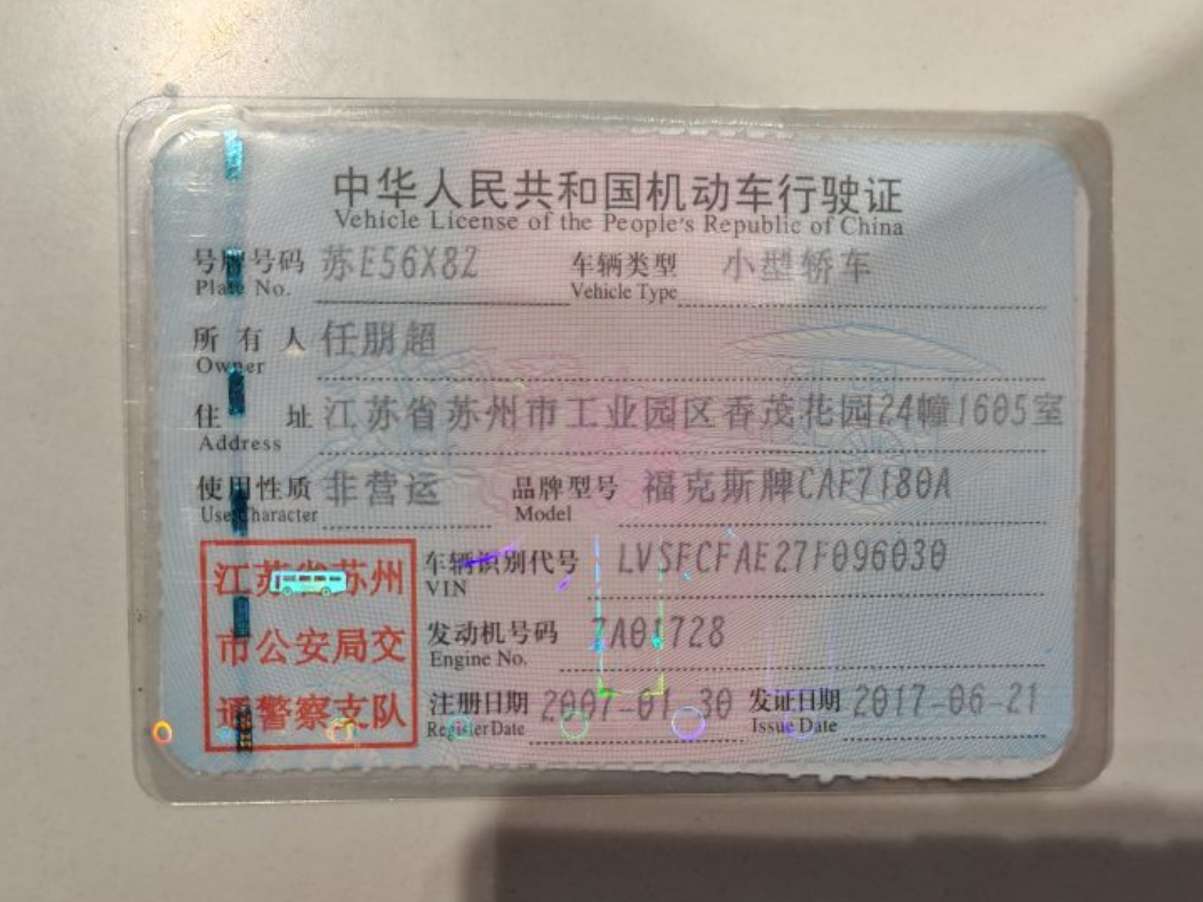 中华人民共和国机动车行驶证
Vehicle License of the People's Republic of China
号牌号码 苏E56X8Z 车辆类型 小型轿车
Plate No. Vehicle Type
所有人 任朋超
Owner
住址 江苏省苏州市工业园区香茂花园24幢1605室
Address
使用性质 非营运 品牌型号 福克斯牌CAF7180A
Use Character Model
江苏省苏州
市公安局交
通警察支队
车辆识别代号 LVSFCFAE27F096030
VIN
发动机号码 7A01728
Engine No.
注册日期 2007-01-30 发证日期 2017-06-21
Register Date Issue Date